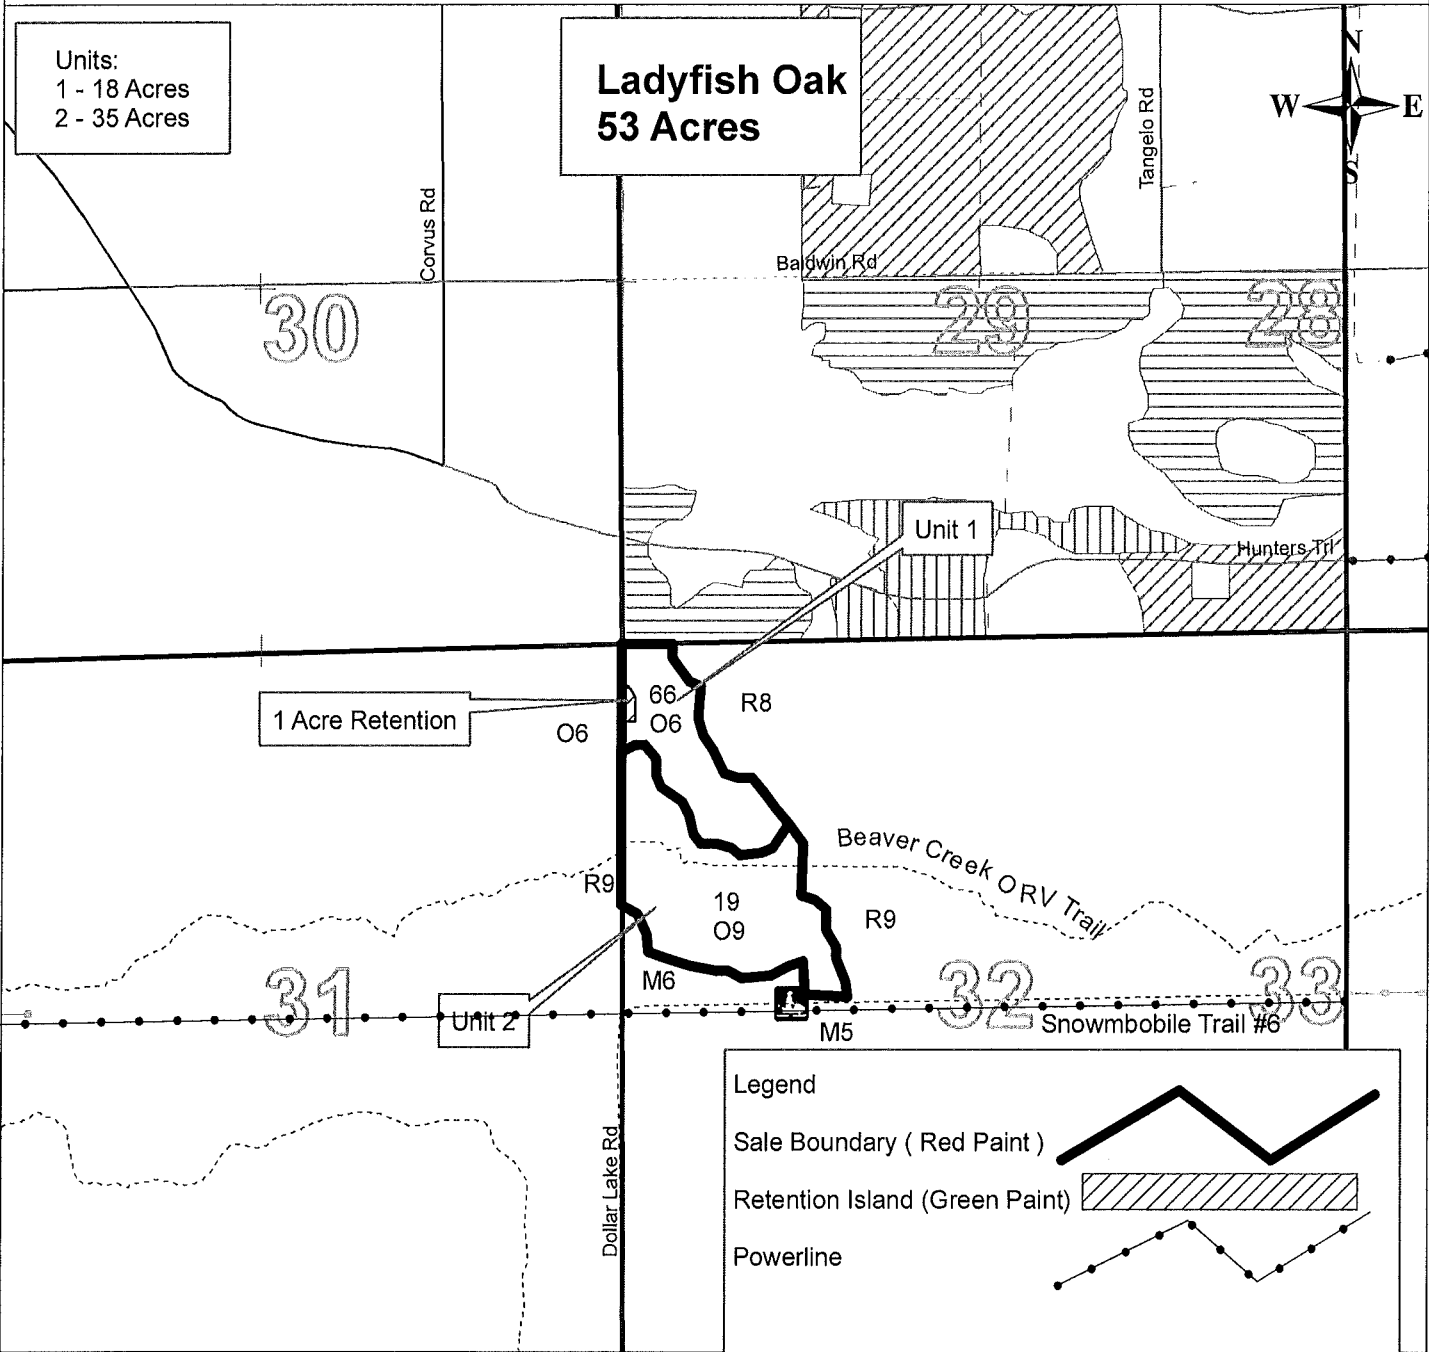 Units:
1 - 18 Acres
2 - 35 Acres
Ladyfish Oak
53 Acres
N
W
E
S
Corvus Rd
Tangelo Rd
Baldwin Rd
30
29
28
Unit 1
Hunters Trl
1 Acre Retention
66
O6
R8
O6
Beaver Creek ORV Trail
R9
19
O9
R9
M6
31
32
33
Unit 2
M5
Snowmbobile Trail #6
Dollar Lake Rd
Legend
Sale Boundary ( Red Paint )
Retention Island (Green Paint)
Powerline